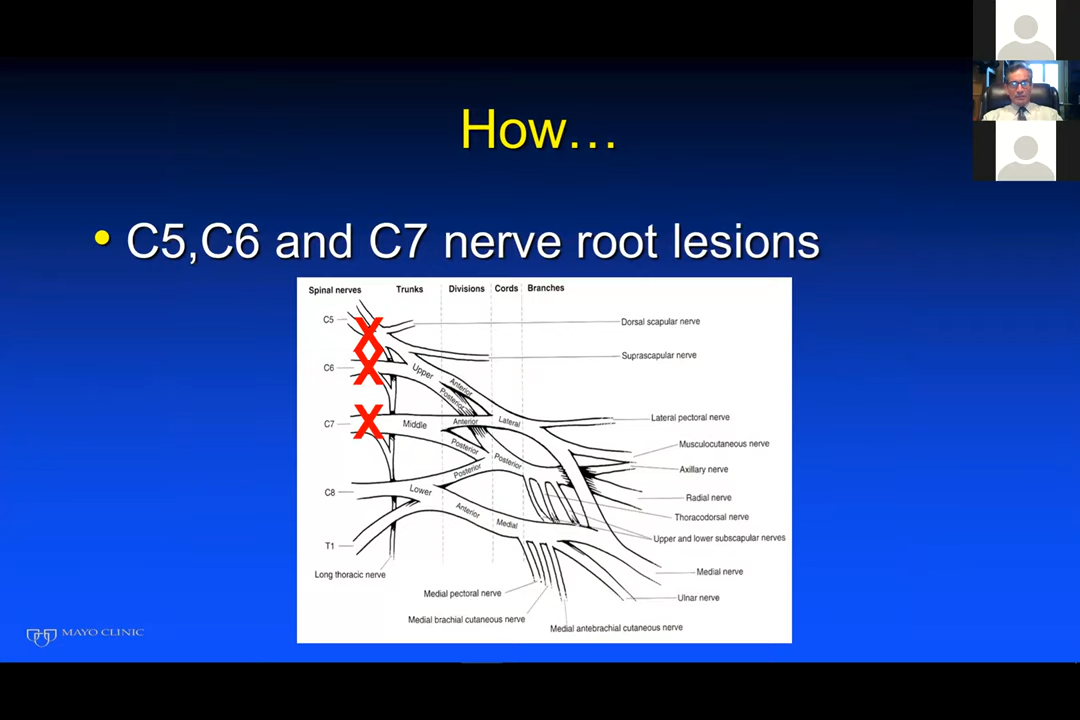 How...
• C5,C6 and C7 nerve root lesions
Spinal nerves Trunks Divisions Cords Branches
C5
X
Dorsal scapular nerve
Suprascapular nerve
C6
X
Upper
Anterior
Posterior
Lateral pectoral nerve
C7
X
Middle
Anterior
Lateral
Musculocutaneous nerve
Posterior
Posterior
Posterior
Axillary nerve
C8
Lower
Radial nerve
Anterior
Medial
Thoracodorsal nerve
Upper and lower subscapular nerves
T1
Long thoracic nerve
Medial nerve
Medial pectoral nerve
Ulnar nerve
Medial brachial cutaneous nerve
Medial antebrachial cutaneous nerve
MAYO CLINIC